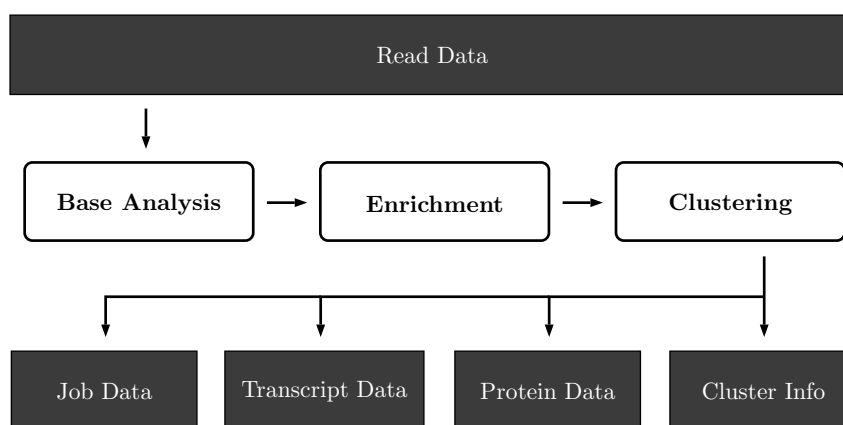 Read Data
Base Analysis
Enrichment
Clustering
Job Data
Transcript Data
Protein Data
Cluster Info